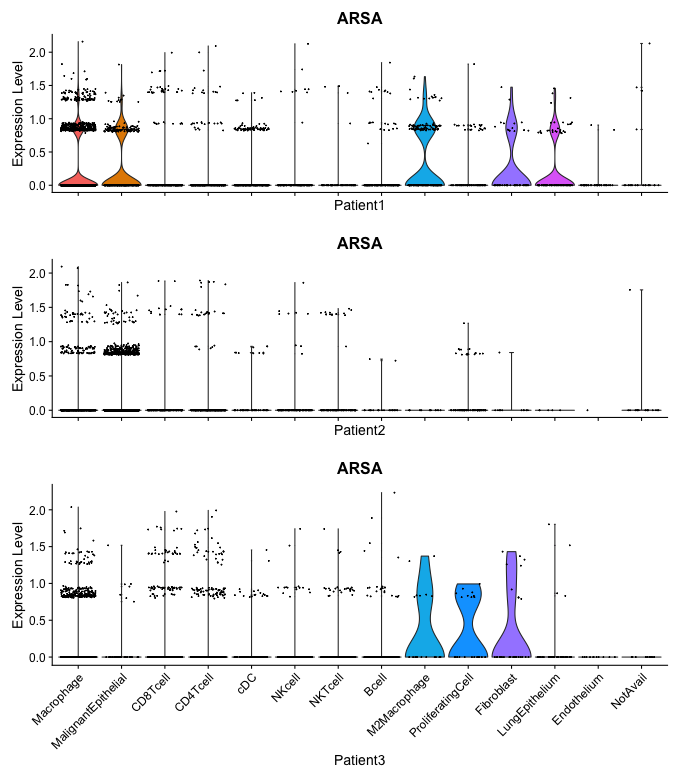 ARSA
Expression Level
2.0
1.5
1.0
0.5
0.0
Patient1
ARSA
Expression Level
2.0
1.5
1.0
0.5
0.0
Patient2
ARSA
Expression Level
2.0
1.5
1.0
0.5
0.0
Macrophage
MalignantEpithelial
CD8Tcell
CD4Tcell
cDC
NKcell
NKTcell
Bcell
M2Macrophage
ProliferatingCell
Fibroblast
LungEpithelium
Endothelium
NotAvail
Patient3